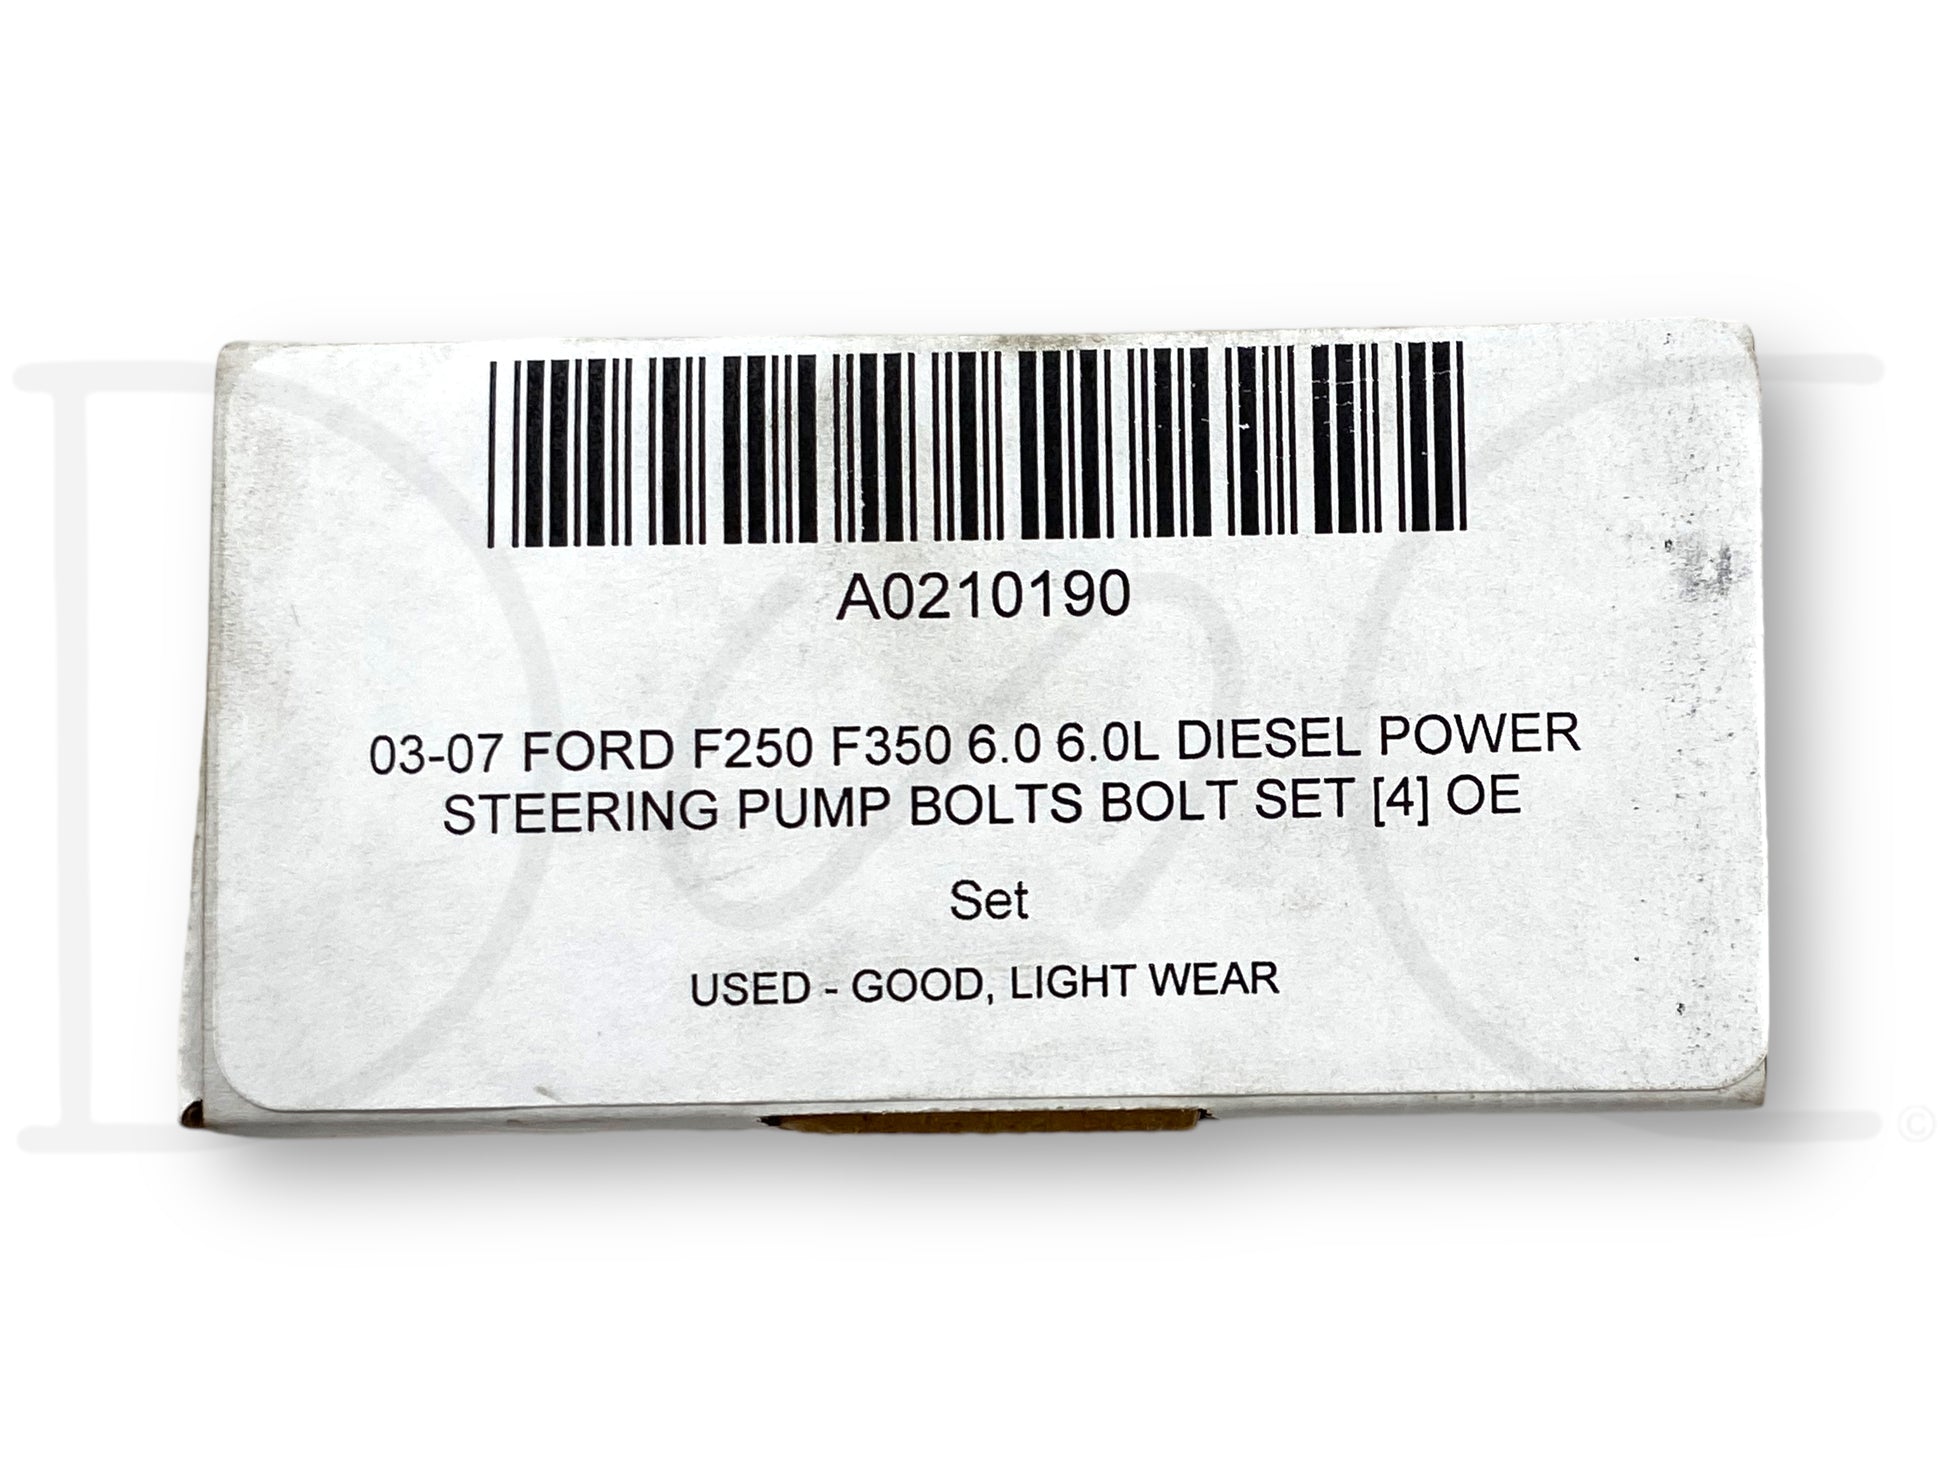 A0210190
03-07 FORD F250 F350 6.0 6.0L DIESEL POWER
STEERING PUMP BOLTS BOLT SET [4] OE
Set
USED - GOOD, LIGHT WEAR
©